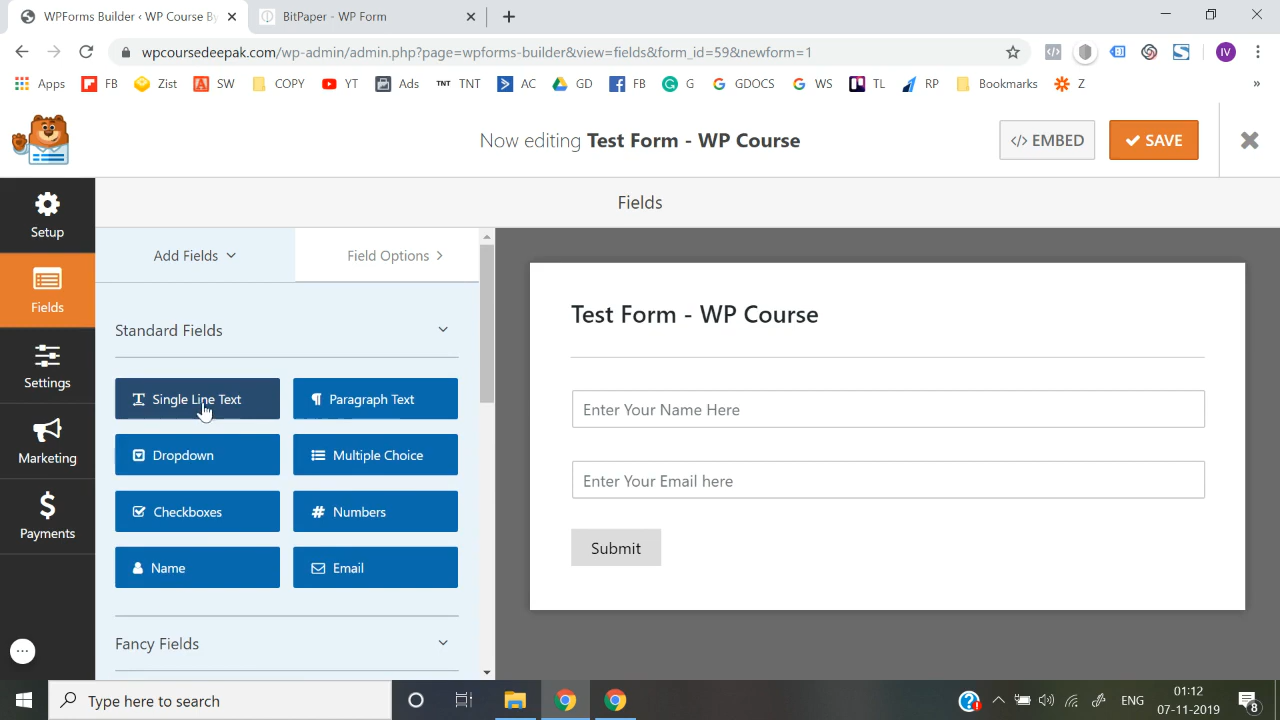 WPForms Builder ‹ WP Course By
BitPaper - WP Form
wpcoursedeepak.com/wp-admin/admin.php?page=wpforms-builder&view=fields&form_id=59&newform=1
IV
Apps FB Zist SW COPY YT Ads TNT TNT AC GD FB G GDOCS WS TL RP Bookmarks Z »
Now editing Test Form - WP Course
</> EMBED
SAVE
Setup
Fields
Settings
Marketing
Payments
Fields
Add Fields
Field Options
Standard Fields
Single Line Text
Paragraph Text
Dropdown
Multiple Choice
Checkboxes
# Numbers
Name
Email
Fancy Fields
Test Form - WP Course
Enter Your Name Here
Enter Your Email here
Submit
Type here to search
ENG
01:12
07-11-2019
8